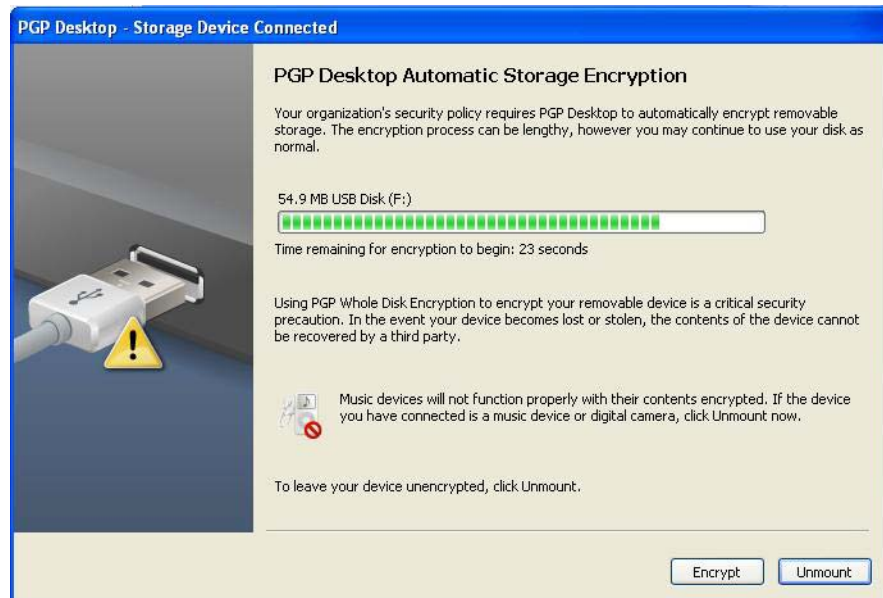 PGP Desktop - Storage Device Connected
PGP Desktop Automatic Storage Encryption
Your organization's security policy requires PGP Desktop to automatically encrypt removable
storage. The encryption process can be lengthy, however you may continue to use your disk as
normal.
54.9 MB USB Disk (F:)
Time remaining for encryption to begin: 23 seconds
Using PGP Whole Disk Encryption to encrypt your removable device is a critical security
precaution. In the event your device becomes lost or stolen, the contents of the device cannot
be recovered by a third party.
Music devices will not function properly with their contents encrypted. If the device
you have connected is a music device or digital camera, click Unmount now.
To leave your device unencrypted, click Unmount.
Encrypt
Unmount